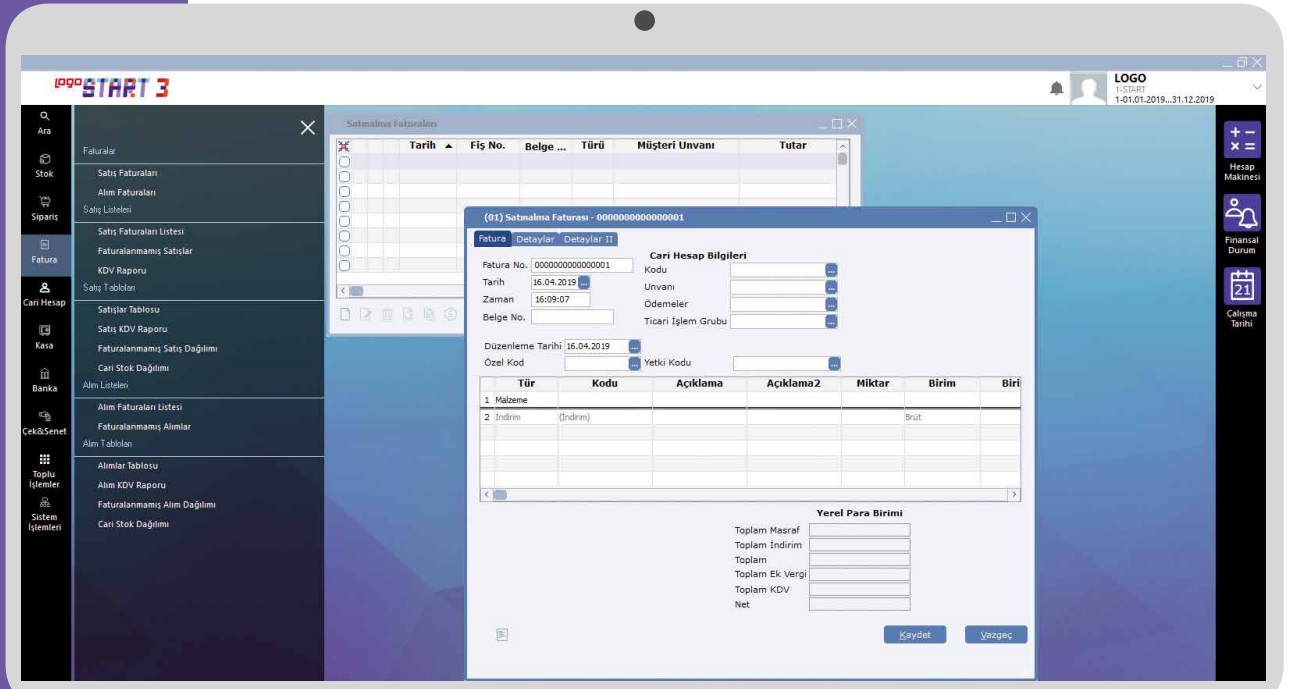 LOGO START 3
LOGO
1-START
1-01.01.2019...31.12.2019
Ara
Stok
Sipariş
Fatura
Cari Hesap
Kasa
Banka
Çek&Senet
Toplu İşlemler
Sistem İşlemleri
Faturalar
Satış Faturaları
Alım Faturaları
Satış Listeleri
Satış Faturaları Listesi
Faturalanmamış Satışlar
KDV Raporu
Satış Tabloları
Satışlar Tablosu
Satış KDV Raporu
Faturalanmamış Satış Dağılımı
Cari Stok Dağılımı
Alım Listeleri
Alım Faturaları Listesi
Faturalanmamış Alımlar
Alım Tabloları
Alımlar Tablosu
Alım KDV Raporu
Faturalanmamış Alım Dağılımı
Cari Stok Dağılımı
Satınalma Faturaları
Tarih Fiş No. Belge ... Türü Müşteri Unvanı Tutar
(01) Satınalma Faturası - 0000000000000001
Fatura Detaylar Detaylar II
Fatura No. 0000000000000001
Tarih 16.04.2019
Zaman 16:09:07
Belge No.
Cari Hesap Bilgileri
Kodu
Unvanı
Ödemeler
Ticari İşlem Grubu
Düzenleme Tarihi 16.04.2019
Özel Kod Yetki Kodu
Tür Kodu Açıklama Açıklama2 Miktar Birim Biri
1 Malzeme
2 İndirim (İndirim) Brüt
Yerel Para Birimi
Toplam Masraf
Toplam İndirim
Toplam
Toplam Ek Vergi
Toplam KDV
Net
Kaydet Vazgeç
Hesap Makinesi
Finansal Durum
21
Çalışma Tarihi